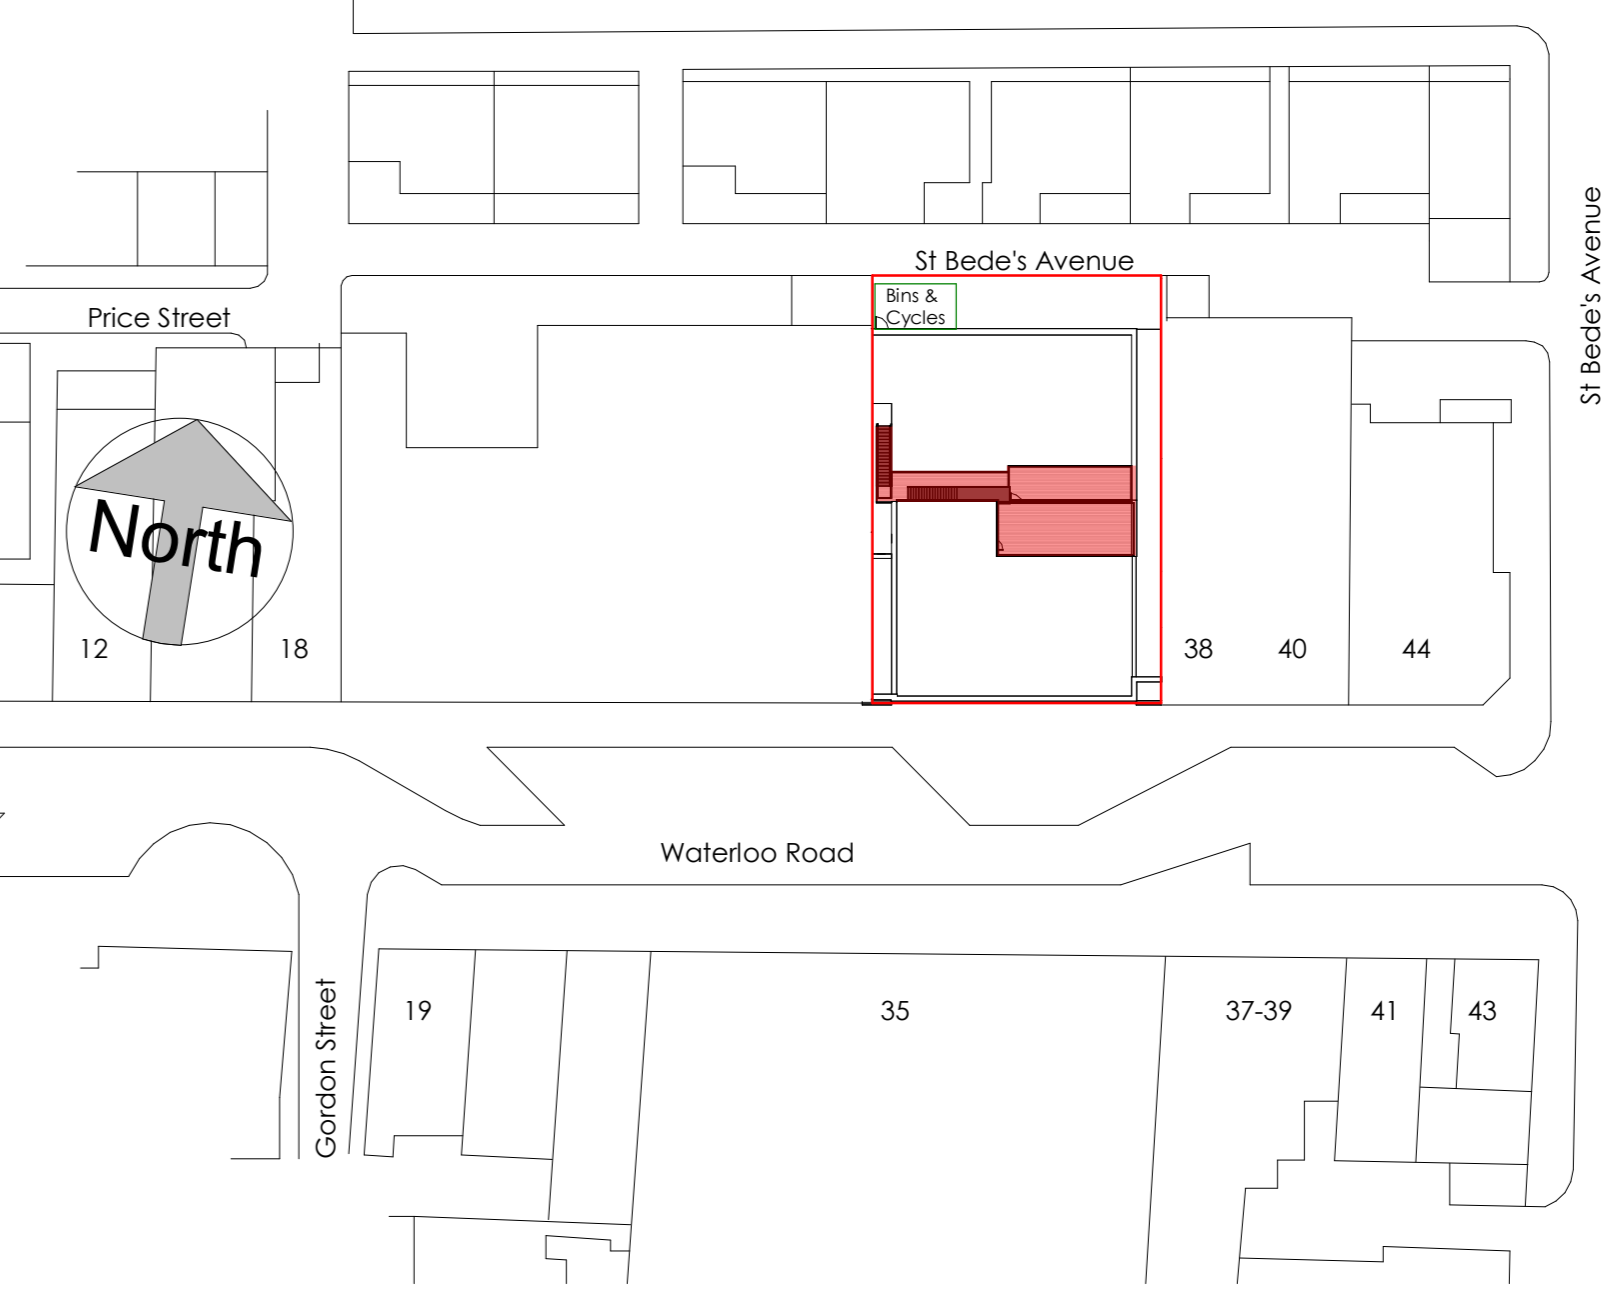 St Bede's Avenue
St Bede's Avenue
Bins &
Cycles
Price Street
North
12
18
38
40
44
Waterloo Road
Gordon Street
19
35
37-39
41
43